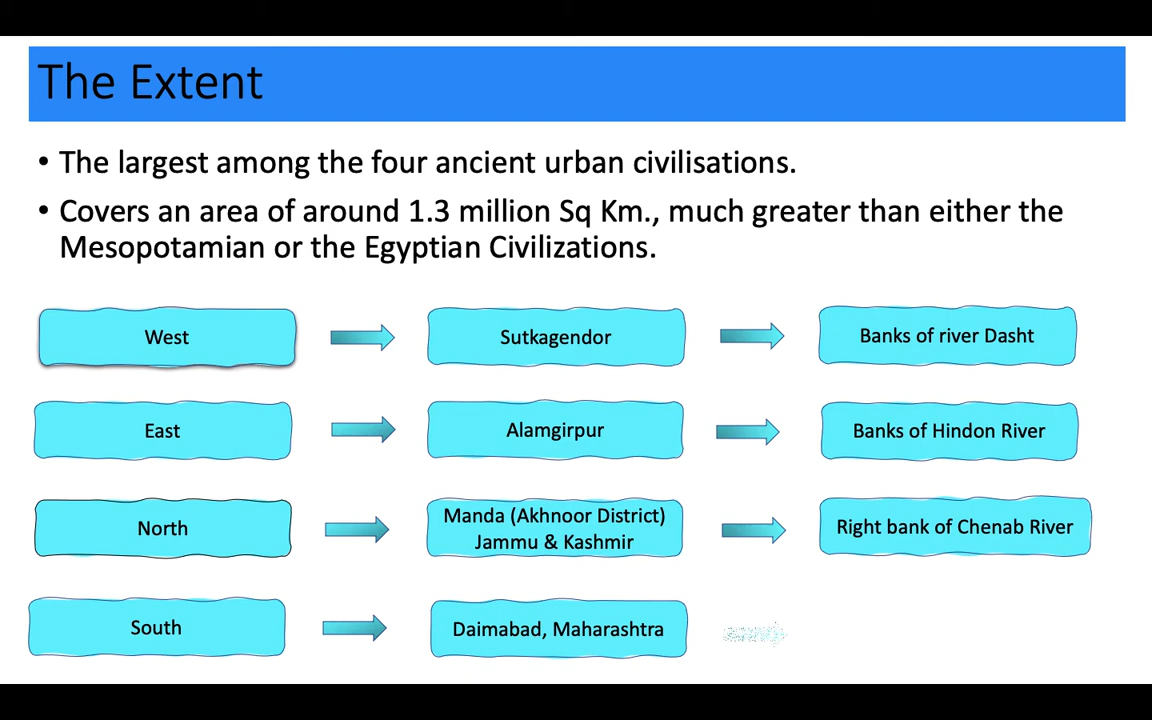 The Extent
• The largest among the four ancient urban civilisations.
• Covers an area of around 1.3 million Sq Km., much greater than either the
Mesopotamian or the Egyptian Civilizations.
West
Sutkagendor
Banks of river Dasht
East
Alamgirpur
Banks of Hindon River
North
Manda (Akhnoor District)
Jammu & Kashmir
Right bank of Chenab River
South
Daimabad, Maharashtra